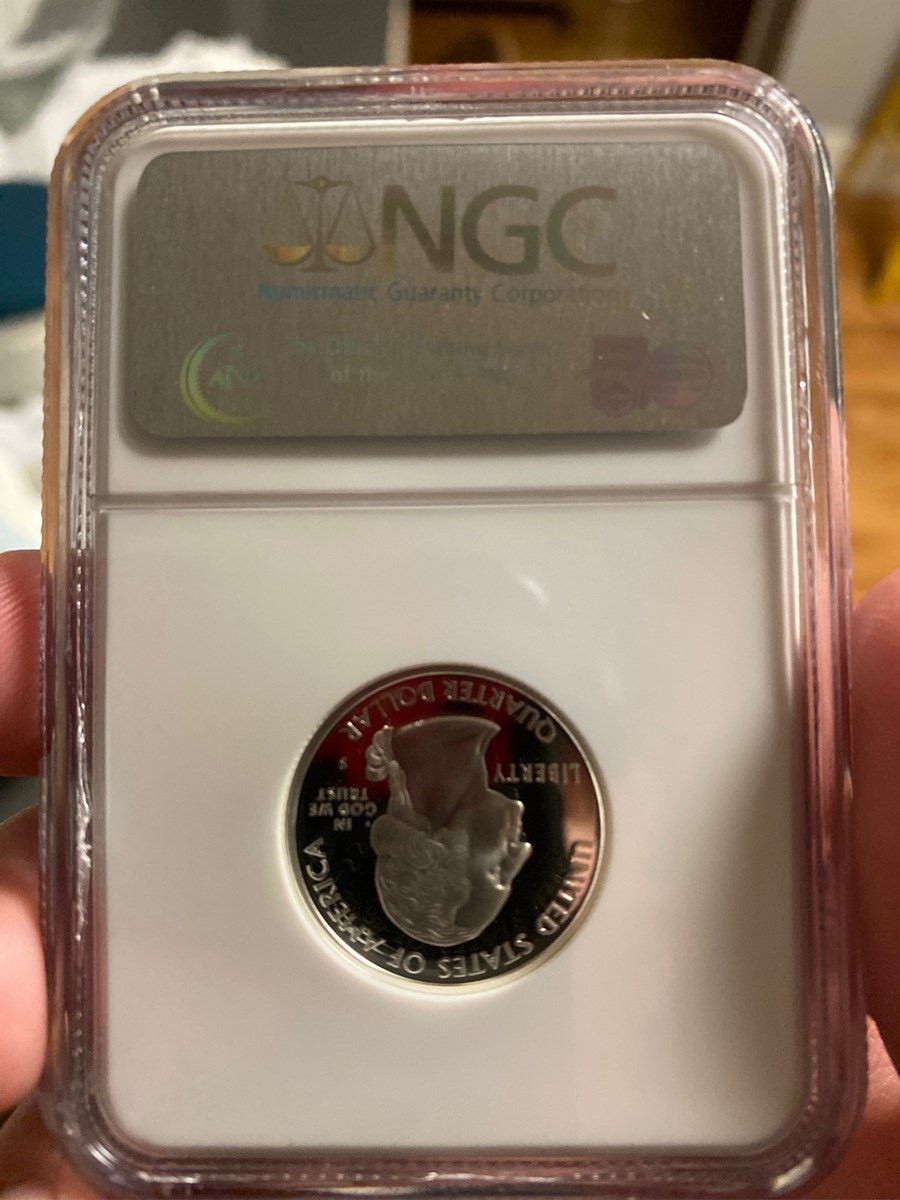 NGC
Numismatic Guaranty Corporation
of the
UNITED STATES OF AMERICA
LIBERTY
IN
GOD WE
TRUST
S
QUARTER DOLLAR